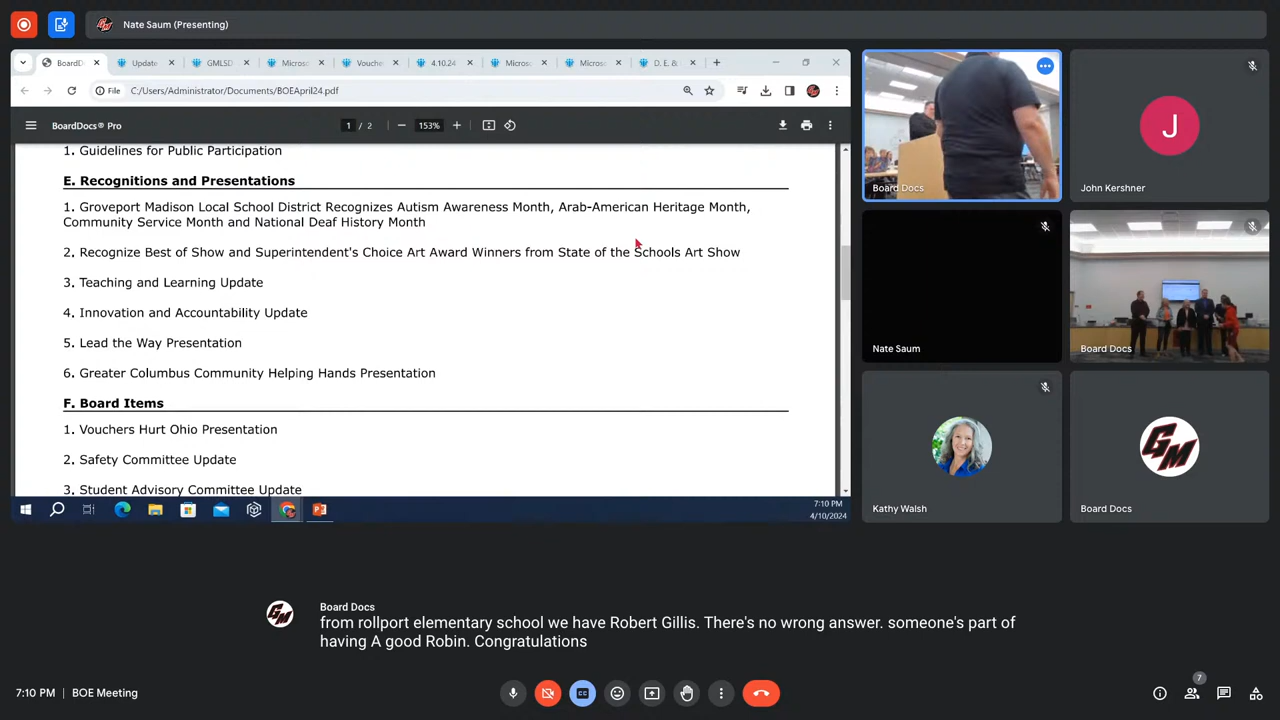 Nate Saum (Presenting)
BoardD
Update
GMLSD
Micros
Vouche
4.10.24
Micros
Micros
D. E. &
File
C:/Users/Administrator/Documents/BOEApril24.pdf
BoardDocs® Pro
1 / 2
153%
1. Guidelines for Public Participation
E. Recognitions and Presentations
1. Groveport Madison Local School District Recognizes Autism Awareness Month, Arab-American Heritage Month,
Community Service Month and National Deaf History Month
2. Recognize Best of Show and Superintendent's Choice Art Award Winners from State of the Schools Art Show
3. Teaching and Learning Update
4. Innovation and Accountability Update
5. Lead the Way Presentation
6. Greater Columbus Community Helping Hands Presentation
F. Board Items
1. Vouchers Hurt Ohio Presentation
2. Safety Committee Update
3. Student Advisory Committee Update
7:10 PM
4/10/2024
Board Docs
J
John Kershner
Nate Saum
Board Docs
Kathy Walsh
GM
Board Docs
Board Docs
from rollport elementary school we have Robert Gillis. There's no wrong answer. someone's part of
having A good Robin. Congratulations
7:10 PM | BOE Meeting
7